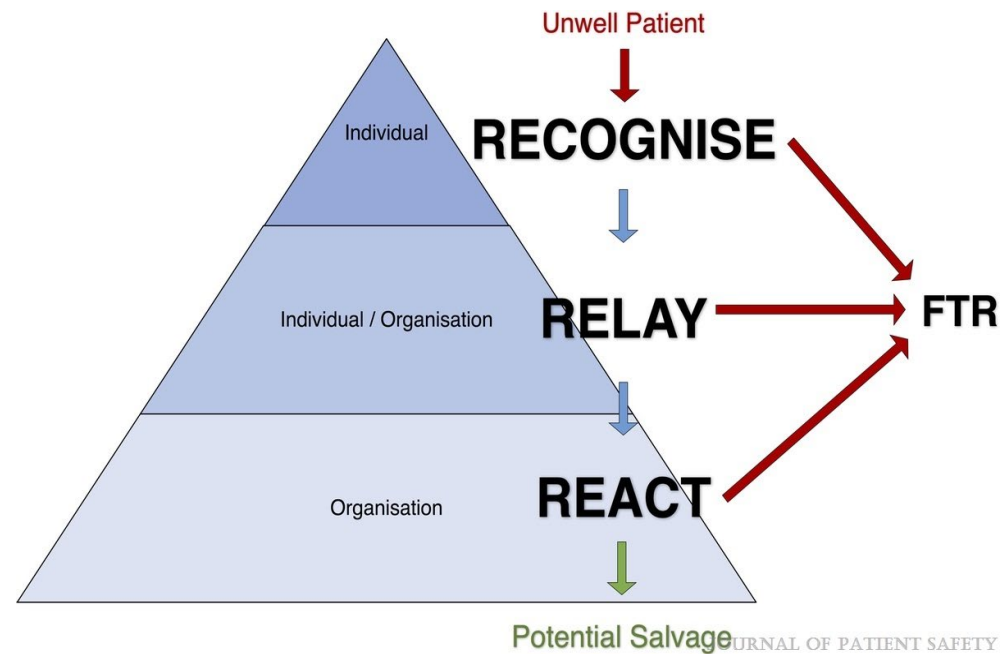 Unwell Patient
Individual
RECOGNISE
Individual / Organisation
RELAY
FTR
Organisation
REACT
Potential Salvage
JOURNAL OF PATIENT SAFETY